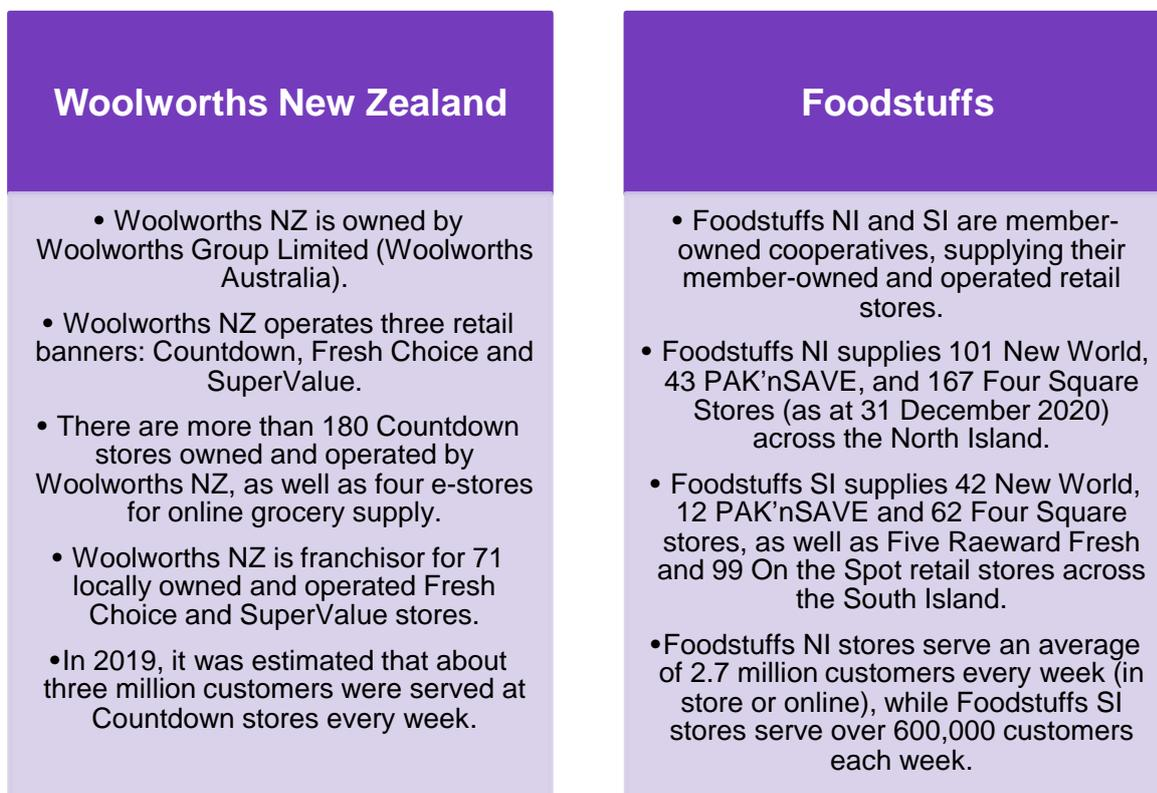 Woolworths New Zealand
• Woolworths NZ is owned by
Woolworths Group Limited (Woolworths
Australia).
• Woolworths NZ operates three retail
banners: Countdown, Fresh Choice and
SuperValue.
• There are more than 180 Countdown
stores owned and operated by
Woolworths NZ, as well as four e-stores
for online grocery supply.
• Woolworths NZ is franchisor for 71
locally owned and operated Fresh
Choice and SuperValue stores.
•In 2019, it was estimated that about
three million customers were served at
Countdown stores every week.
Foodstuffs
• Foodstuffs NI and SI are member-
owned cooperatives, supplying their
member-owned and operated retail
stores.
• Foodstuffs NI supplies 101 New World,
43 PAK’nSAVE, and 167 Four Square
Stores (as at 31 December 2020)
across the North Island.
• Foodstuffs SI supplies 42 New World,
12 PAK’nSAVE and 62 Four Square
stores, as well as Five Raeward Fresh
and 99 On the Spot retail stores across
the South Island.
•Foodstuffs NI stores serve an average
of 2.7 million customers every week (in
store or online), while Foodstuffs SI
stores serve over 600,000 customers
each week.